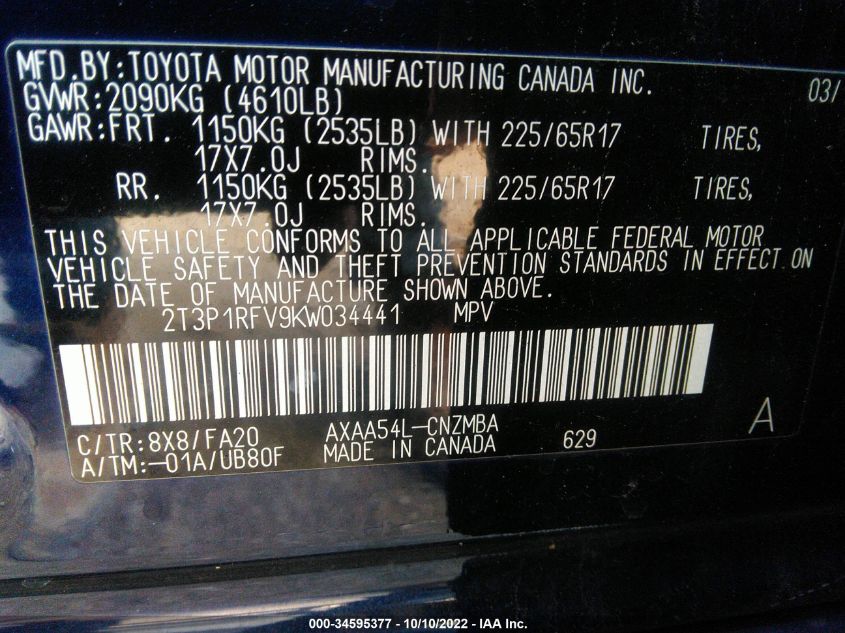 MFD.BY:TOYOTA MOTOR MANUFACTURING CANADA INC. 03/
GVWR:2090KG (4610LB)
GAWR:FRT. 1150KG (2535LB) WITH 225/65R17 TIRES,
17X7.0J RIMS.
RR. 1150KG (2535LB) WITH 225/65R17 TIRES,
17X7.0J RIMS.
THIS VEHICLE CONFORMS TO ALL APPLICABLE FEDERAL MOTOR
VEHICLE SAFETY AND THEFT PREVENTION STANDARDS IN EFFECT ON
THE DATE OF MANUFACTURE SHOWN ABOVE.
2T3P1RFV9KW034441 MPV
C/TR:8X8/FA20 AXAA54L-CNZMBA 629 A
A/TM:-01A/UB80F MADE IN CANADA
000-34595377 - 10/10/2022 - IAA Inc.